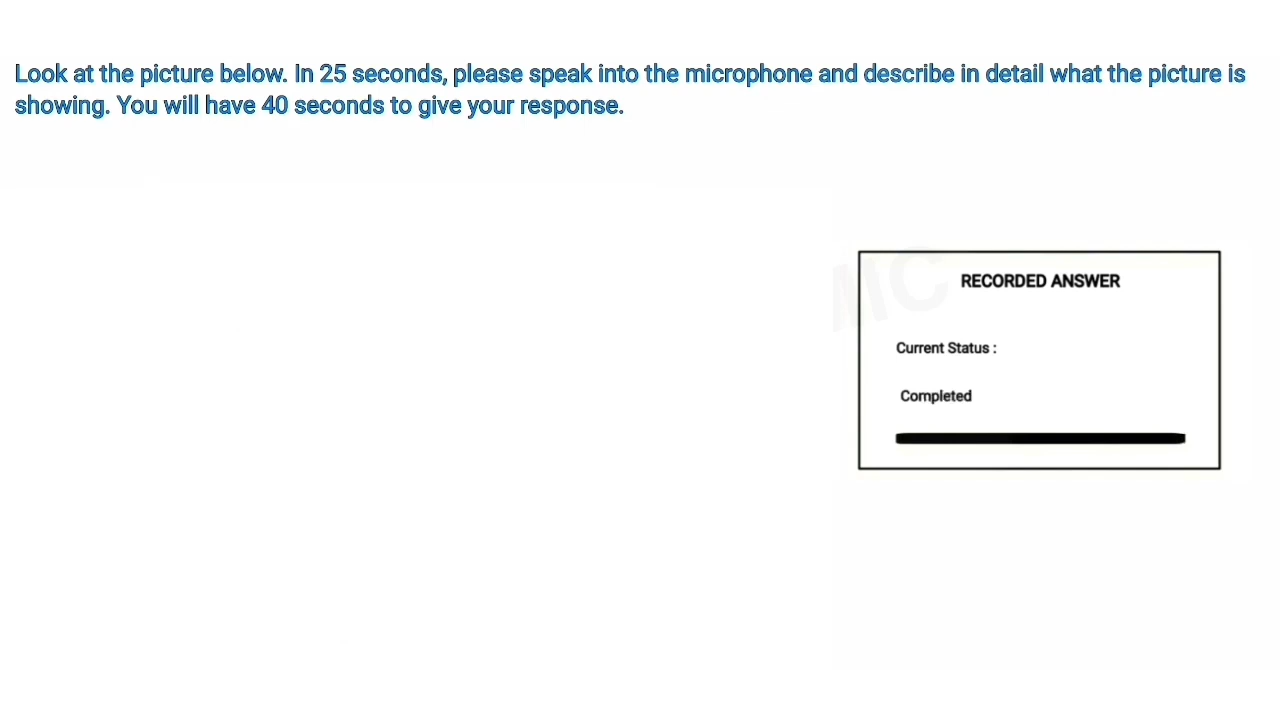 Look at the picture below. In 25 seconds, please speak into the microphone and describe in detail what the picture is
showing. You will have 40 seconds to give your response.
MC
RECORDED ANSWER
Current Status :
Completed